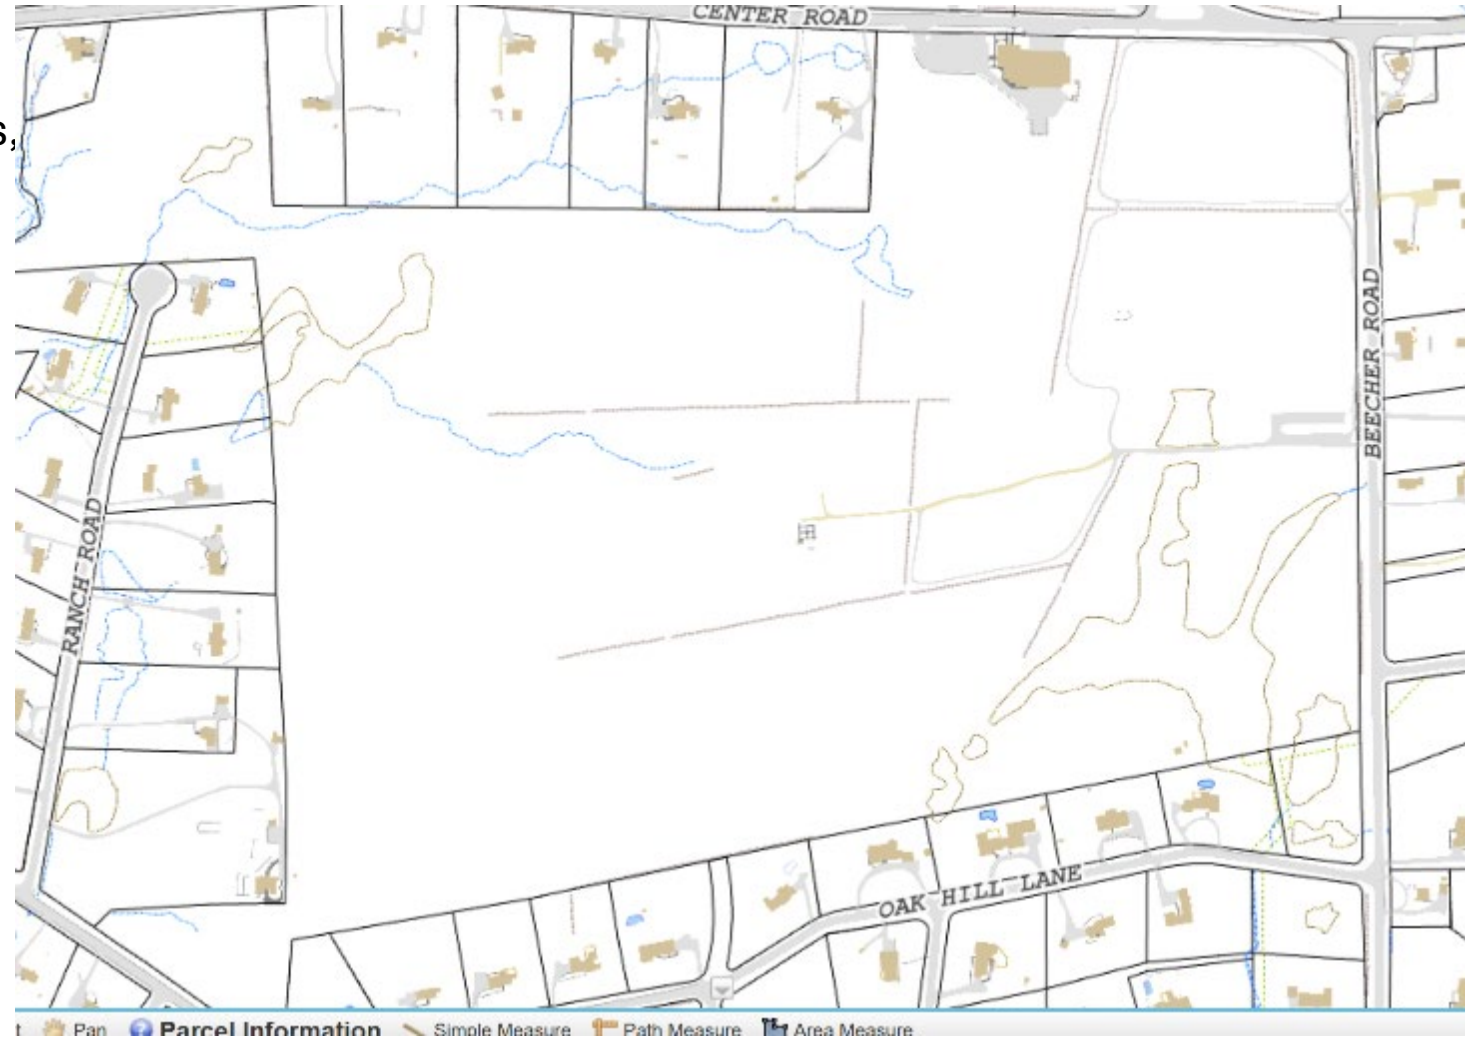 CENTER ROAD
s,
BEECHER ROAD
RANCH ROAD
OAK HILL LANE
t Pan Parcel Information Simple Measure Path Measure Area Measure